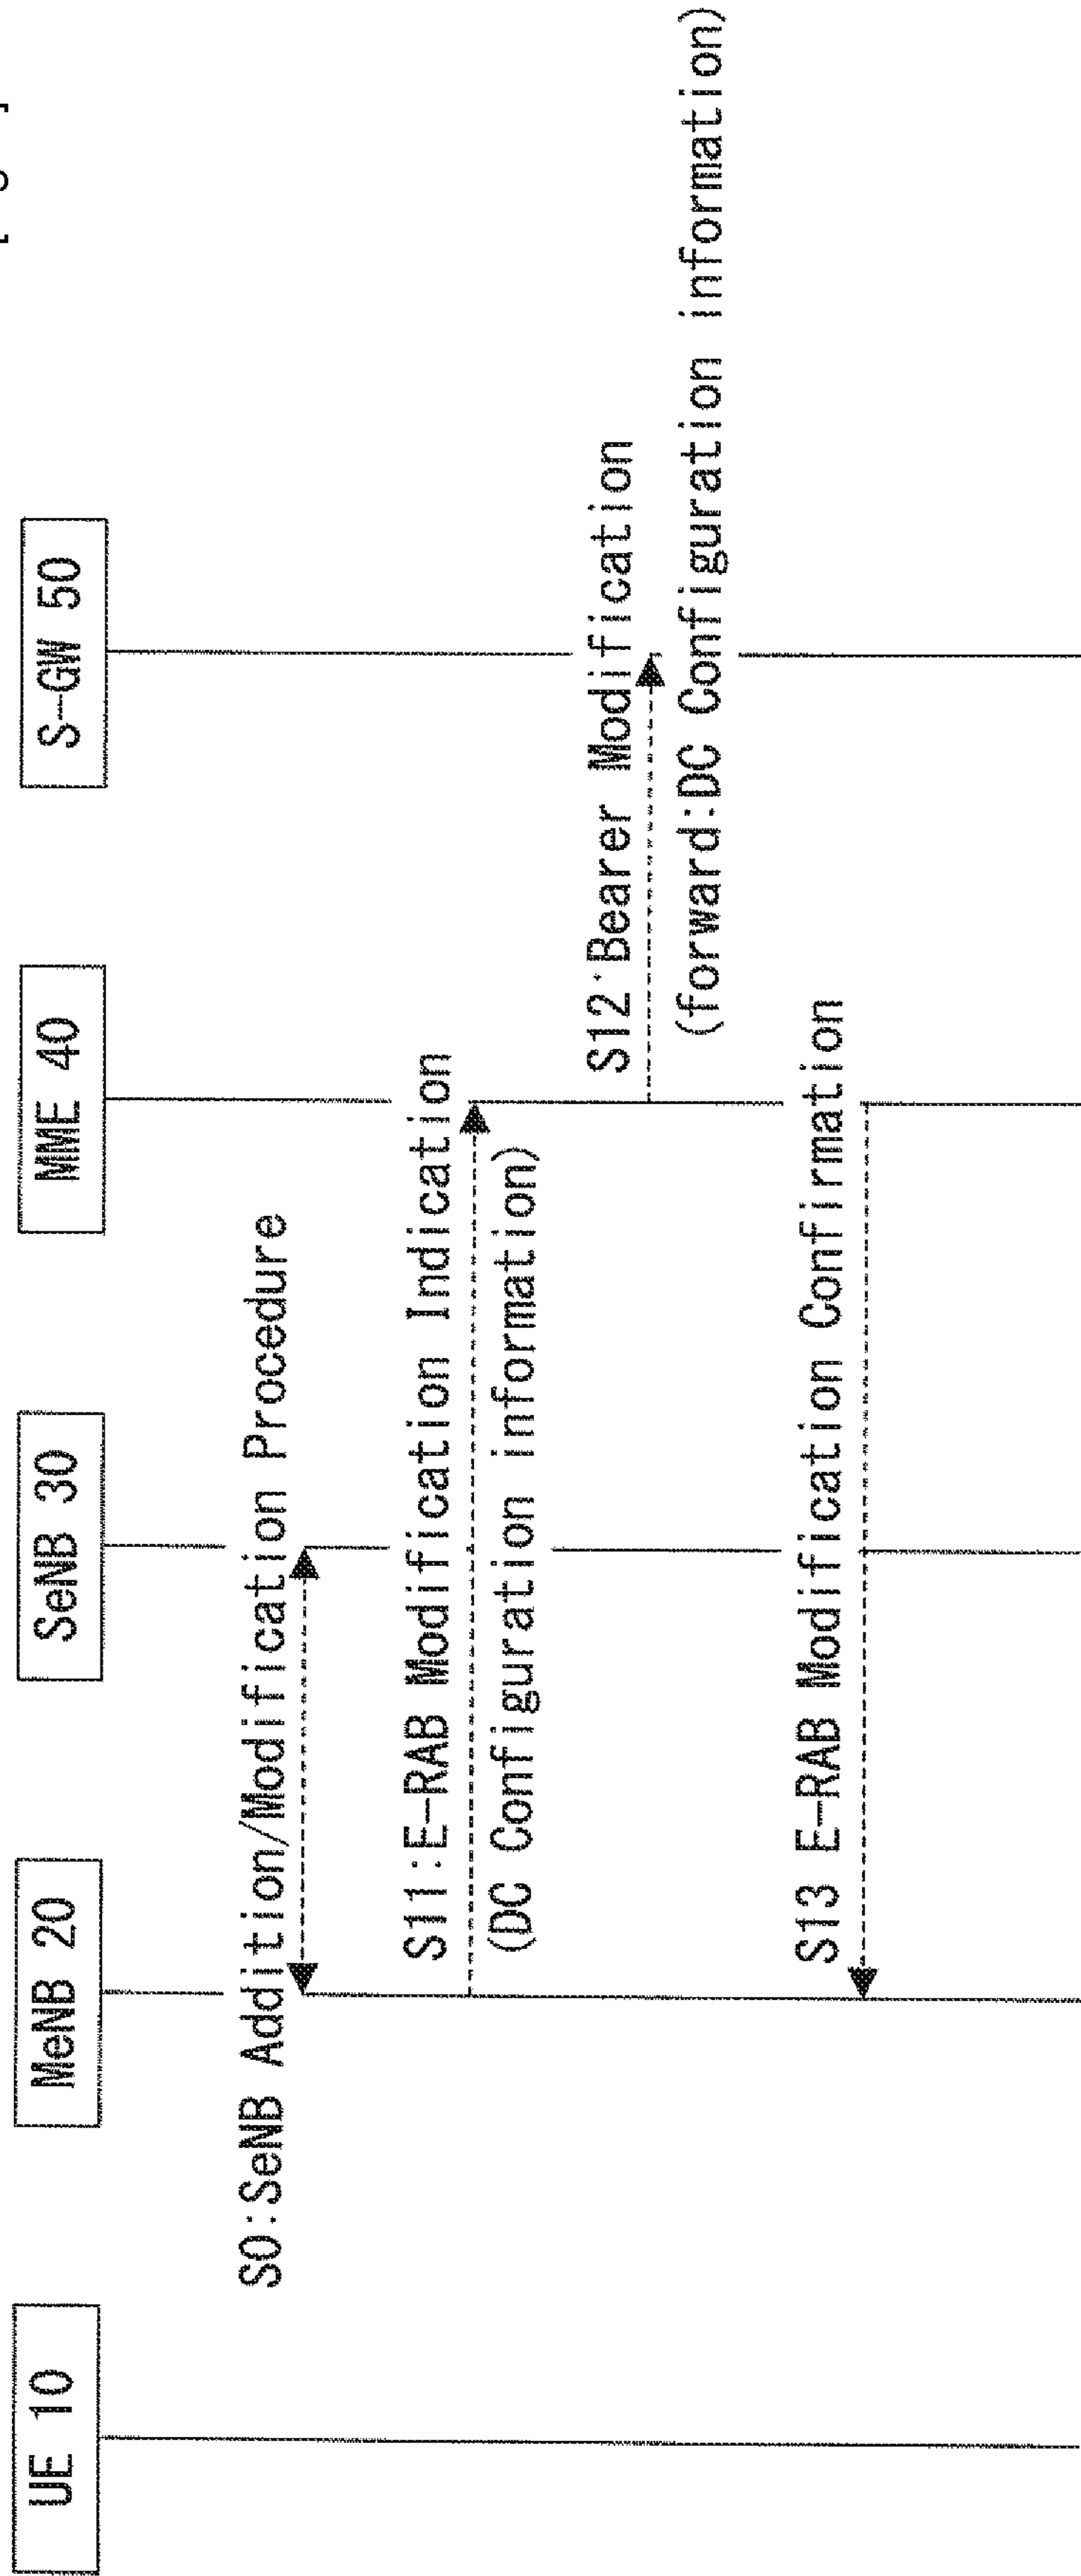 UE 10
MeNB 20
SeNB 30
MME 40
S-GW 50
S0:SeNB Addition/Modification Procedure
S11:E-RAB Modification Indication
(DC Configuration information)
S12:Bearer Modification
(forward:DC Configuration information)
S13 E-RAB Modification Confirmation